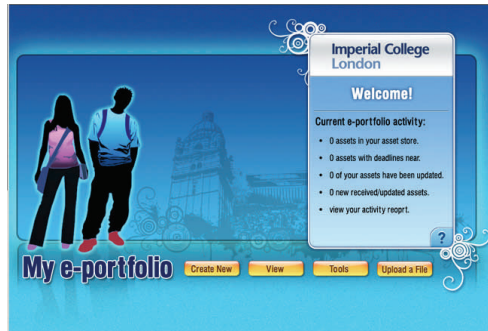 Imperial College
London
Welcome!
Current e-portfolio activity:
• 0 assets in your asset store.
• 0 assets with deadlines near.
• 0 of your assets have been updated.
• 0 new received/updated assets.
• view your activity reoprt.
?
My e-portfolio
Create New
View
Tools
Upload a File